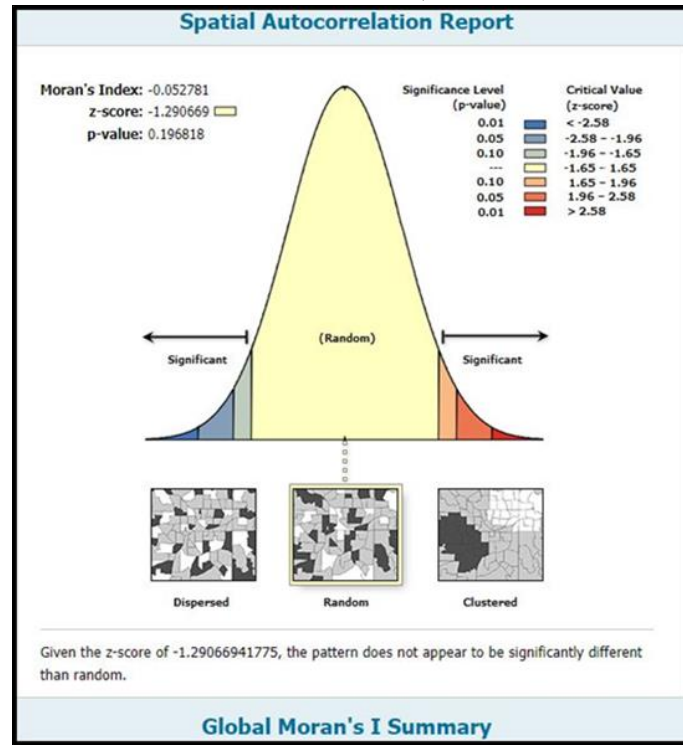 Spatial Autocorrelation Report
Moran's Index: -0.052781
z-score: -1.290669
p-value: 0.196818
Significance Level Critical Value
(p-value) (z-score)
0.01 < -2.58
0.05 -2.58 – -1.96
0.10 -1.96 – -1.65
--- -1.65 – 1.65
0.10 1.65 – 1.96
0.05 1.96 – 2.58
0.01 > 2.58
(Random)
Significant Significant
Dispersed Random Clustered
Given the z-score of -1.29066941775, the pattern does not appear to be significantly different
than random.
Global Moran's I Summary